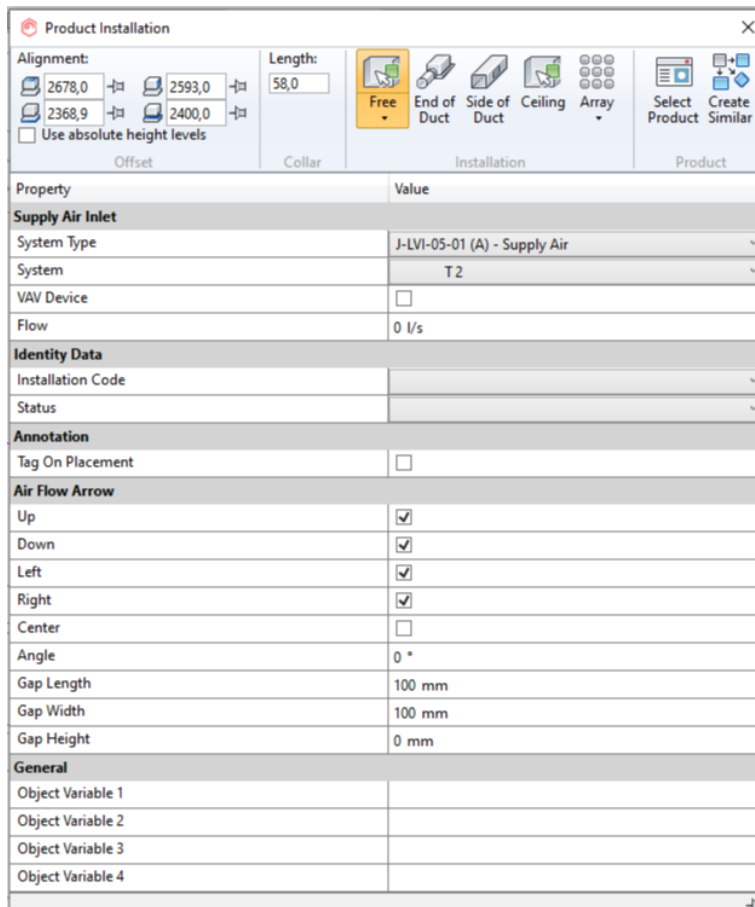 Product Installation
Alignment:
2678,0 2593,0
2368,9 2400,0
Use absolute height levels
Offset
Length:
58,0
Collar
Free End of Duct Side of Duct Ceiling Array
Installation
Select Product Create Similar
Product
Property Value
Supply Air Inlet
System Type J-LVI-05-01 (A) - Supply Air
System T2
VAV Device
Flow 0 l/s
Identity Data
Installation Code
Status
Annotation
Tag On Placement
Air Flow Arrow
Up
Down
Left
Right
Center
Angle 0 °
Gap Length 100 mm
Gap Width 100 mm
Gap Height 0 mm
General
Object Variable 1
Object Variable 2
Object Variable 3
Object Variable 4